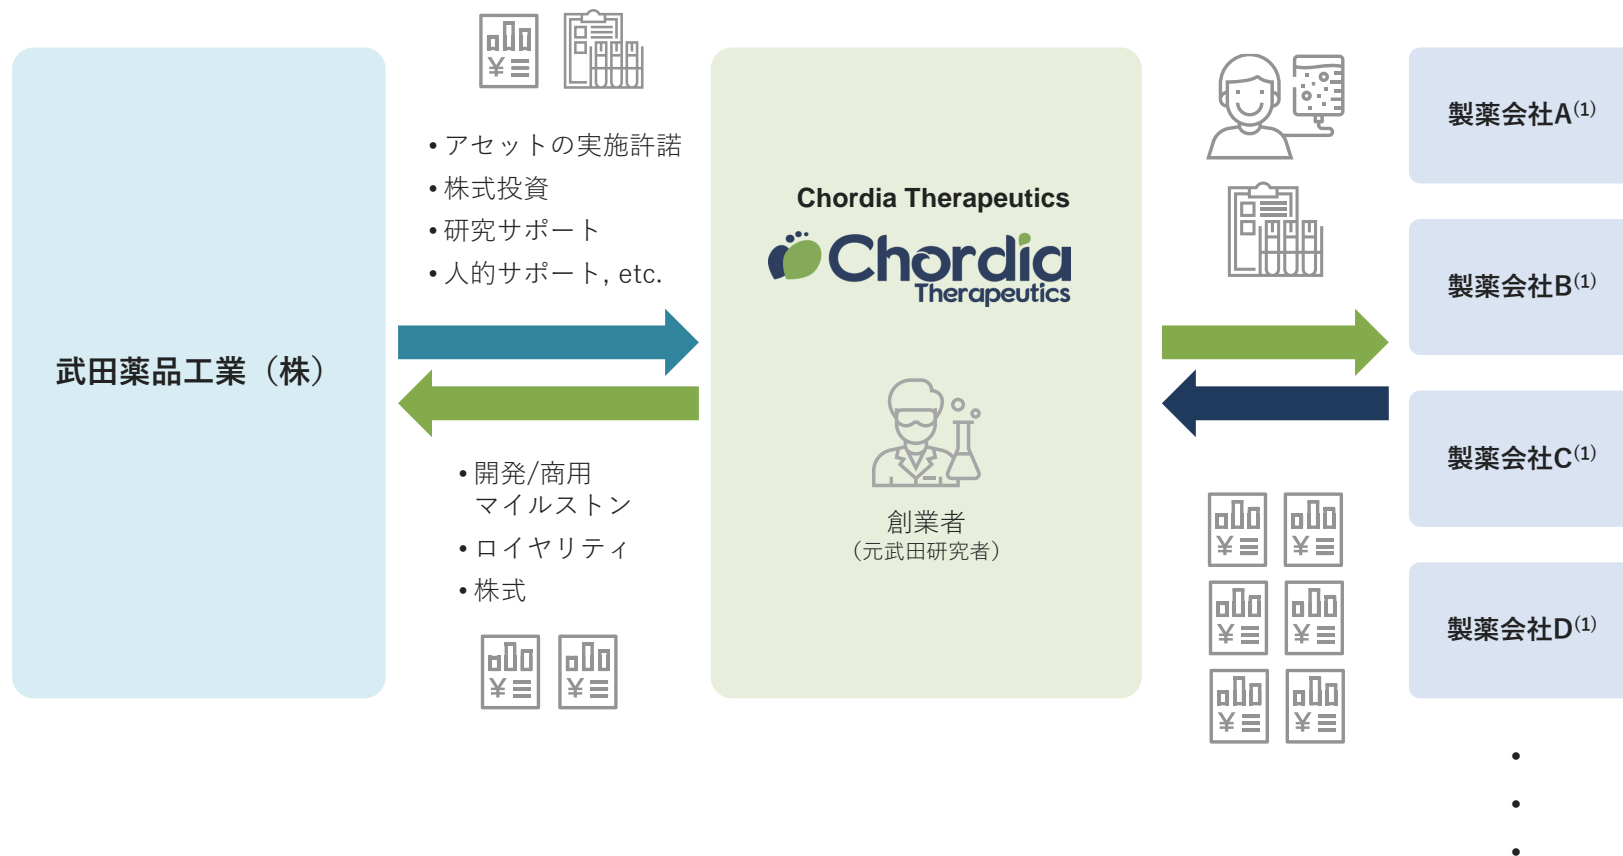 武田薬品工業（株）
• アセットの実施許諾
• 株式投資
• 研究サポート
• 人的サポート, etc.
• 開発/商用
マイルストン
• ロイヤリティ
• 株式
Chordia Therapeutics
Chordia
Therapeutics
創業者
（元武田研究者）
製薬会社A(1)
製薬会社B(1)
製薬会社C(1)
製薬会社D(1)
•
•
•